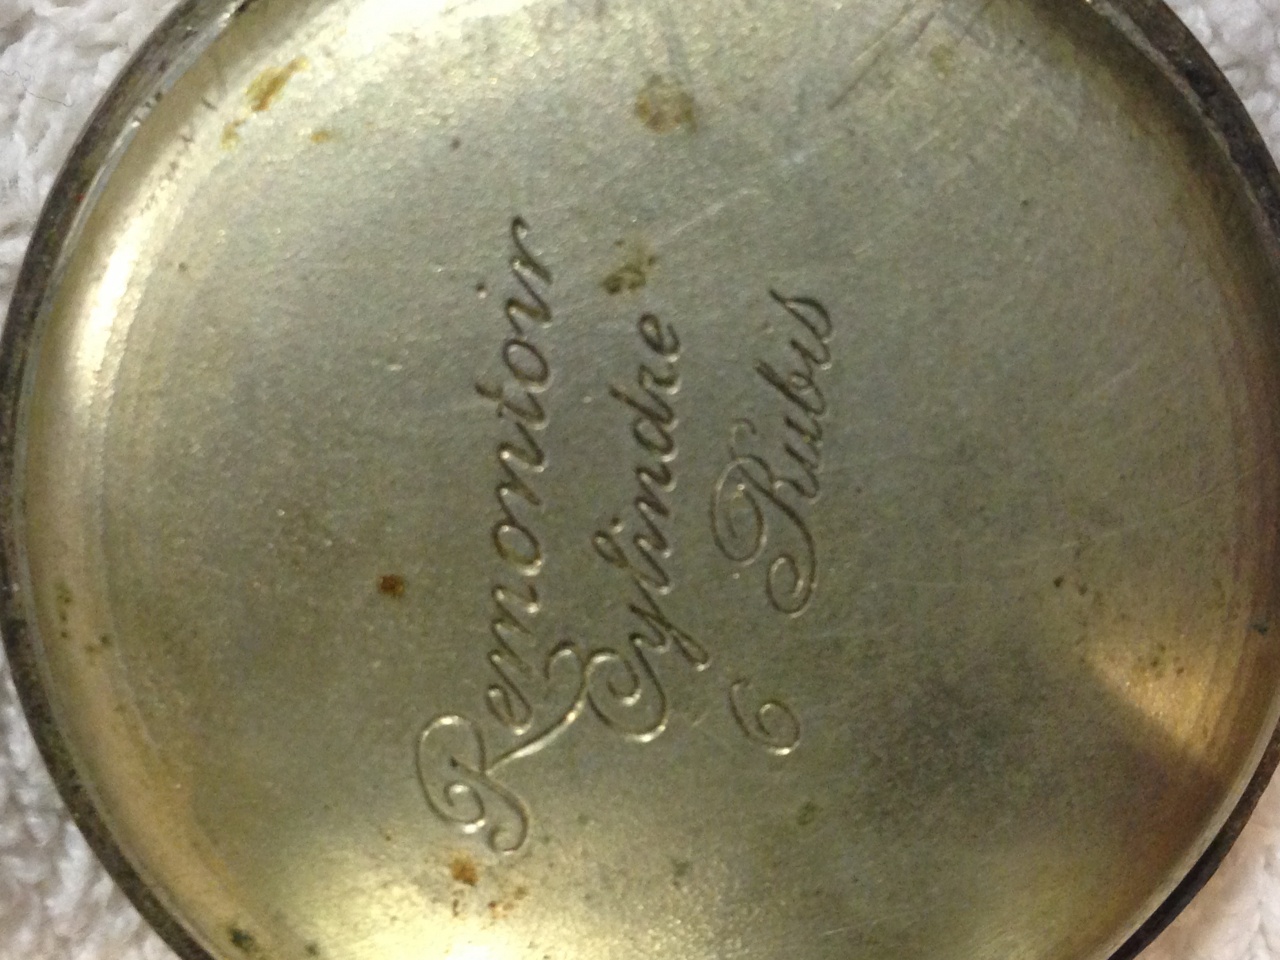 Remontoir
Cylindre
6 Rubis